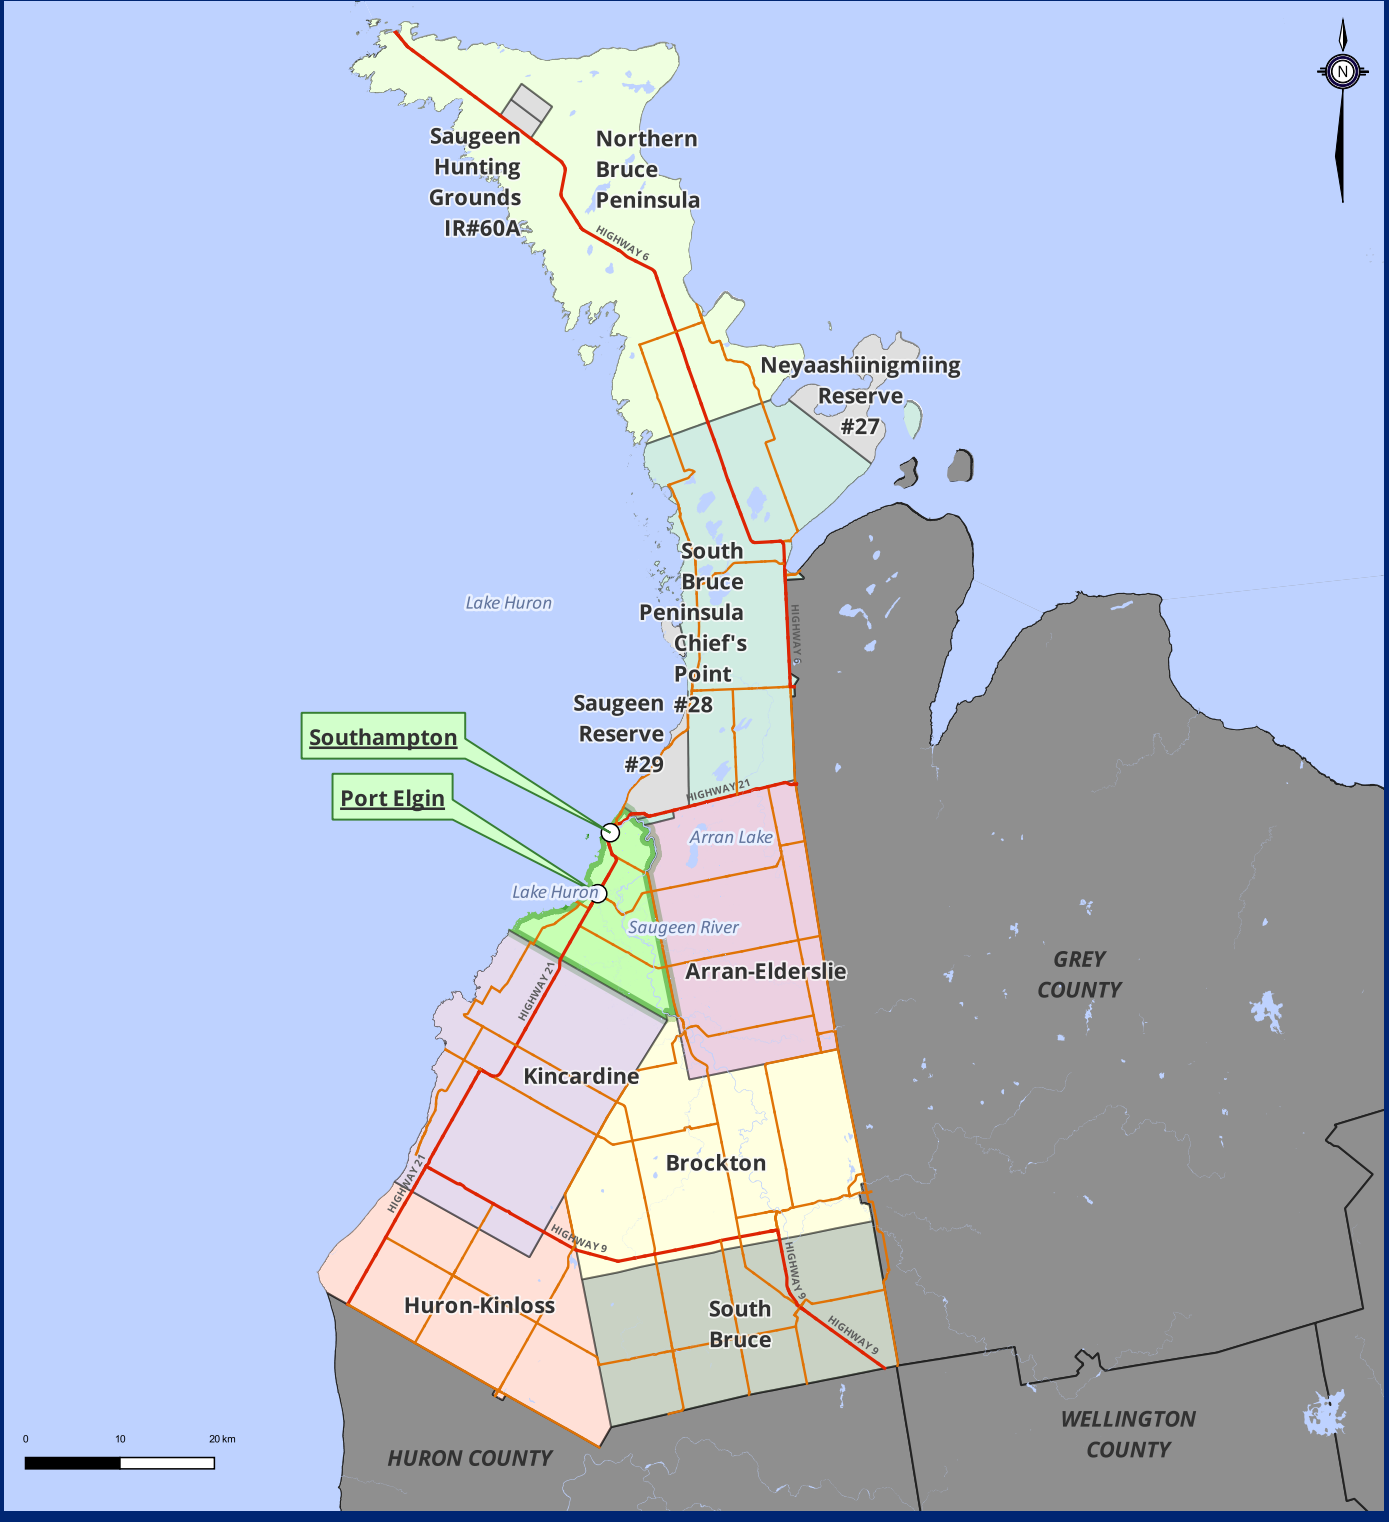 N
Saugeen
Hunting
Grounds
IR#60A
Northern
Bruce
Peninsula
HIGHWAY 6
Neyaashiinigmiing
Reserve
#27
South
Bruce
Peninsula
Lake Huron
HIGHWAY 6
Chief's
Point
#28
Saugeen
Reserve
#29
Southampton
Port Elgin
HIGHWAY 21
Arran Lake
Lake Huron
Saugeen River
Arran-Elderslie
GREY
COUNTY
HIGHWAY 21
Kincardine
Brockton
HIGHWAY 21
HIGHWAY 9
HIGHWAY 9
Huron-Kinloss
South
Bruce
HIGHWAY 9
WELLINGTON
COUNTY
HURON COUNTY
0 10 20 km